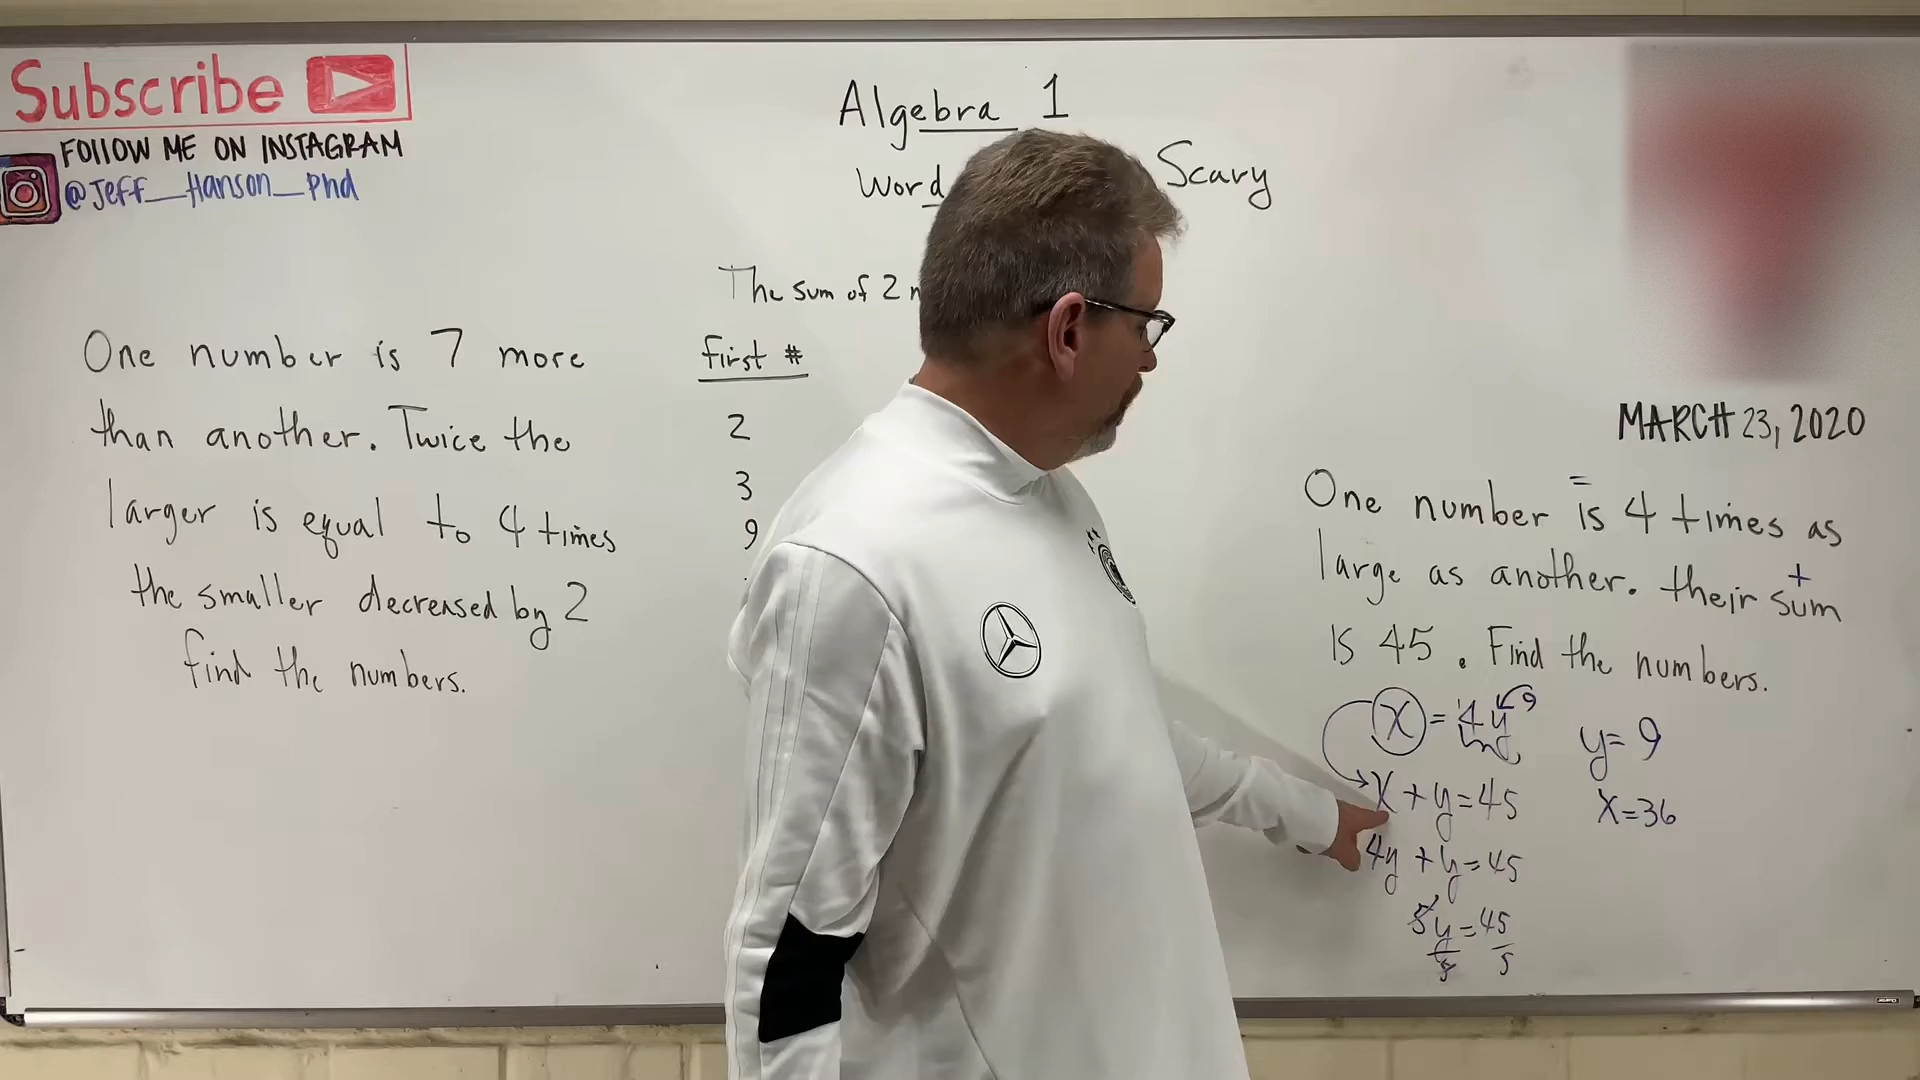 Subscribe
FOllOW ME ON INSTAGRAM
@Jeff_Hanson_Phd
Algebra 1
Word Scary
The sum of 2
first #
2
3
9
One number is 7 more
than another. Twice the
larger is equal to 4 times
the smaller decreased by 2
find the numbers.
MARCH 23, 2020
=
One number is 4 times as
+
large as another. their sum
is 45. Find the numbers.
x = 4y 9
y = 9
x + y = 45
x = 36
4y + y = 45
5y = 45
5 5